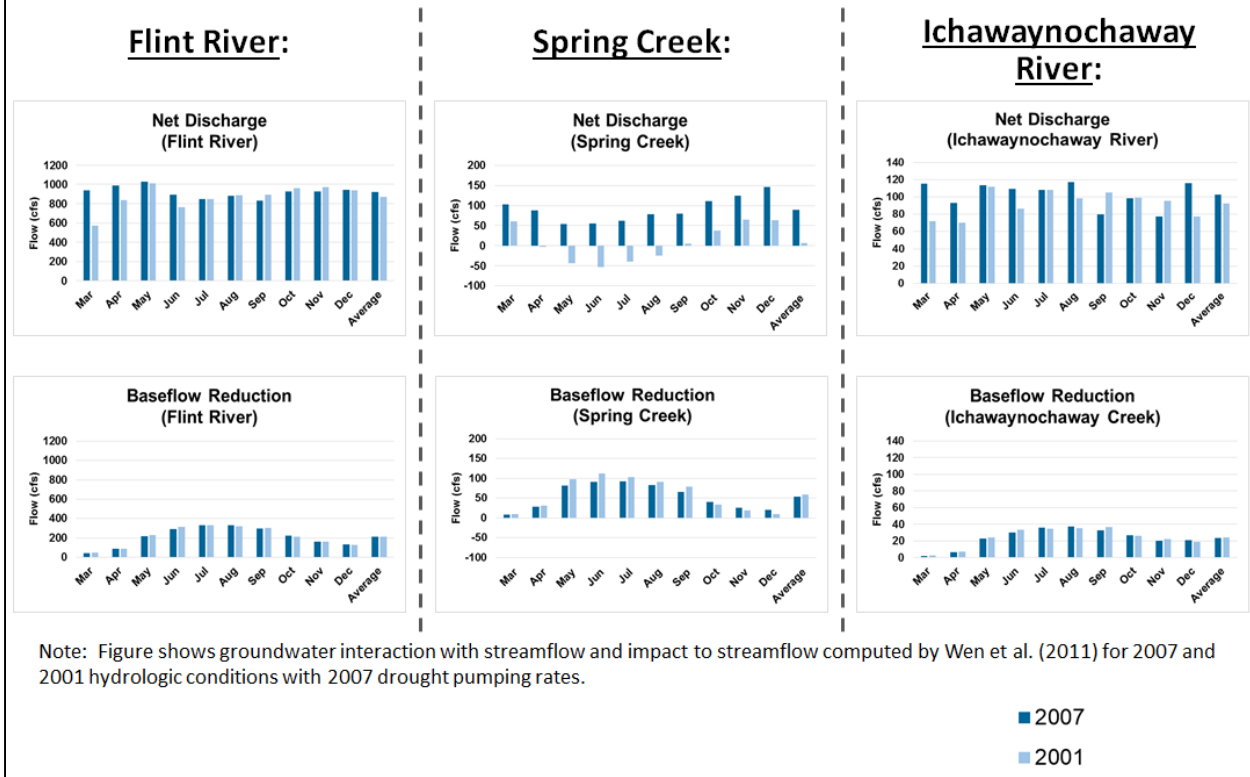 Flint River:
Spring Creek:
Ichawaynochaway
River:
Net Discharge
(Flint River)
Flow (cfs)
1200
1000
800
600
400
200
0
Mar Apr May Jun Jul Aug Sep Oct Nov Dec Average
Net Discharge
(Spring Creek)
Flow (cfs)
200
150
100
50
0
-50
-100
Mar Apr May Jun Jul Aug Sep Oct Nov Dec Average
Net Discharge
(Ichawaynochaway River)
Flow (cfs)
140
120
100
80
60
40
20
0
Mar Apr May Jun Jul Aug Sep Oct Nov Dec Average
Baseflow Reduction
(Flint River)
Flow (cfs)
1200
1000
800
600
400
200
0
Mar Apr May Jun Jul Aug Sep Oct Nov Dec Average
Baseflow Reduction
(Spring Creek)
Flow (cfs)
200
150
100
50
0
-50
-100
Mar Apr May Jun Jul Aug Sep Oct Nov Dec Average
Baseflow Reduction
(Ichawaynochaway Creek)
Flow (cfs)
140
120
100
80
60
40
20
0
Mar Apr May Jun Jul Aug Sep Oct Nov Dec Average
Note: Figure shows groundwater interaction with streamflow and impact to streamflow computed by Wen et al. (2011) for 2007 and
2001 hydrologic conditions with 2007 drought pumping rates.
2007
2001